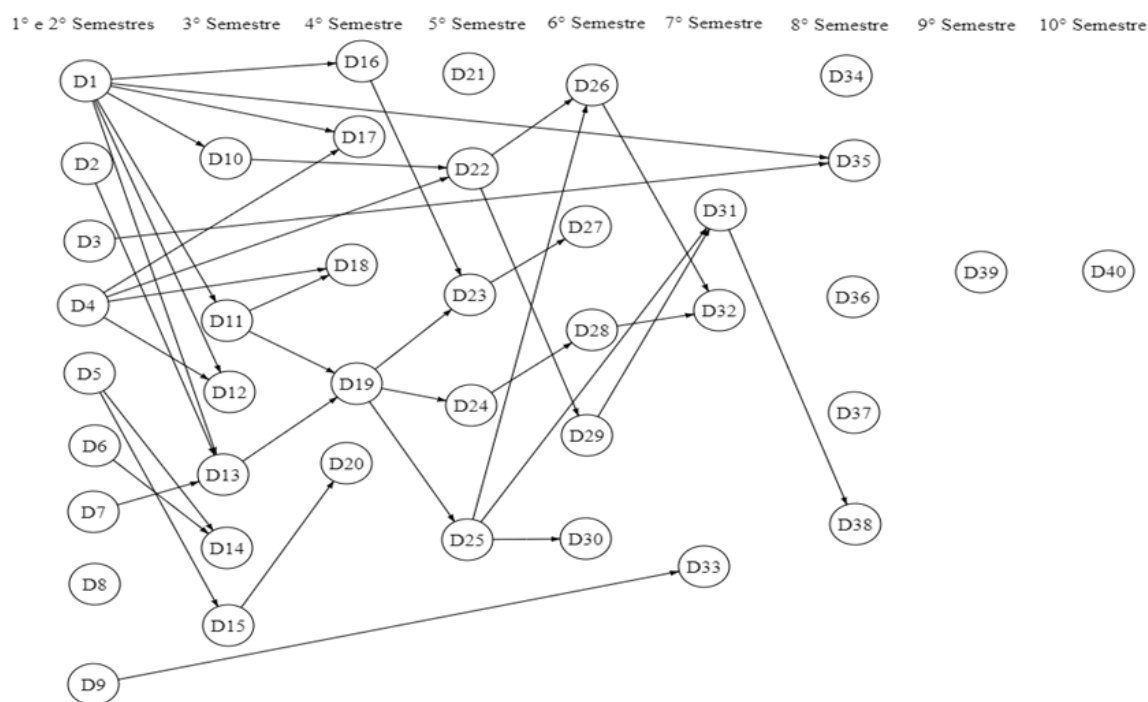 1° e 2° Semestres 3° Semestre 4° Semestre 5° Semestre 6° Semestre 7° Semestre 8° Semestre 9° Semestre 10° Semestre
D1
D2
D3
D4
D5
D6
D7
D8
D9
D10
D11
D12
D13
D14
D15
D16
D17
D18
D19
D20
D21
D22
D23
D24
D25
D26
D27
D28
D29
D30
D31
D32
D33
D34
D35
D36
D37
D38
D39
D40